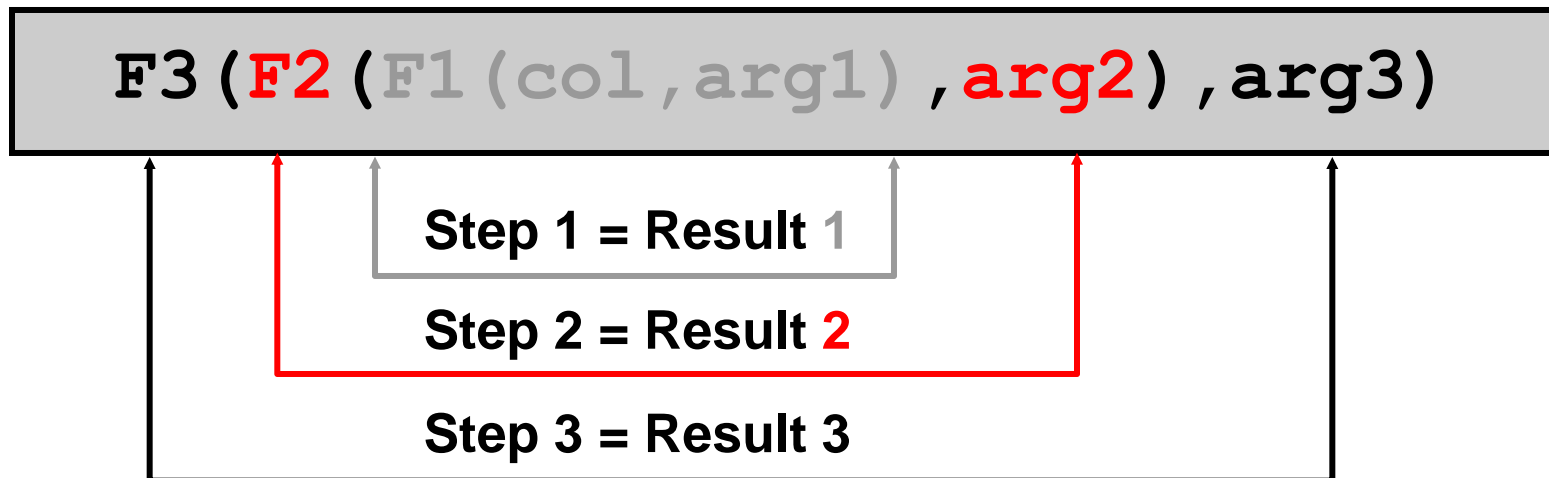 F3(F2(F1(col,arg1),arg2),arg3)
Step 1 = Result 1
Step 2 = Result 2
Step 3 = Result 3